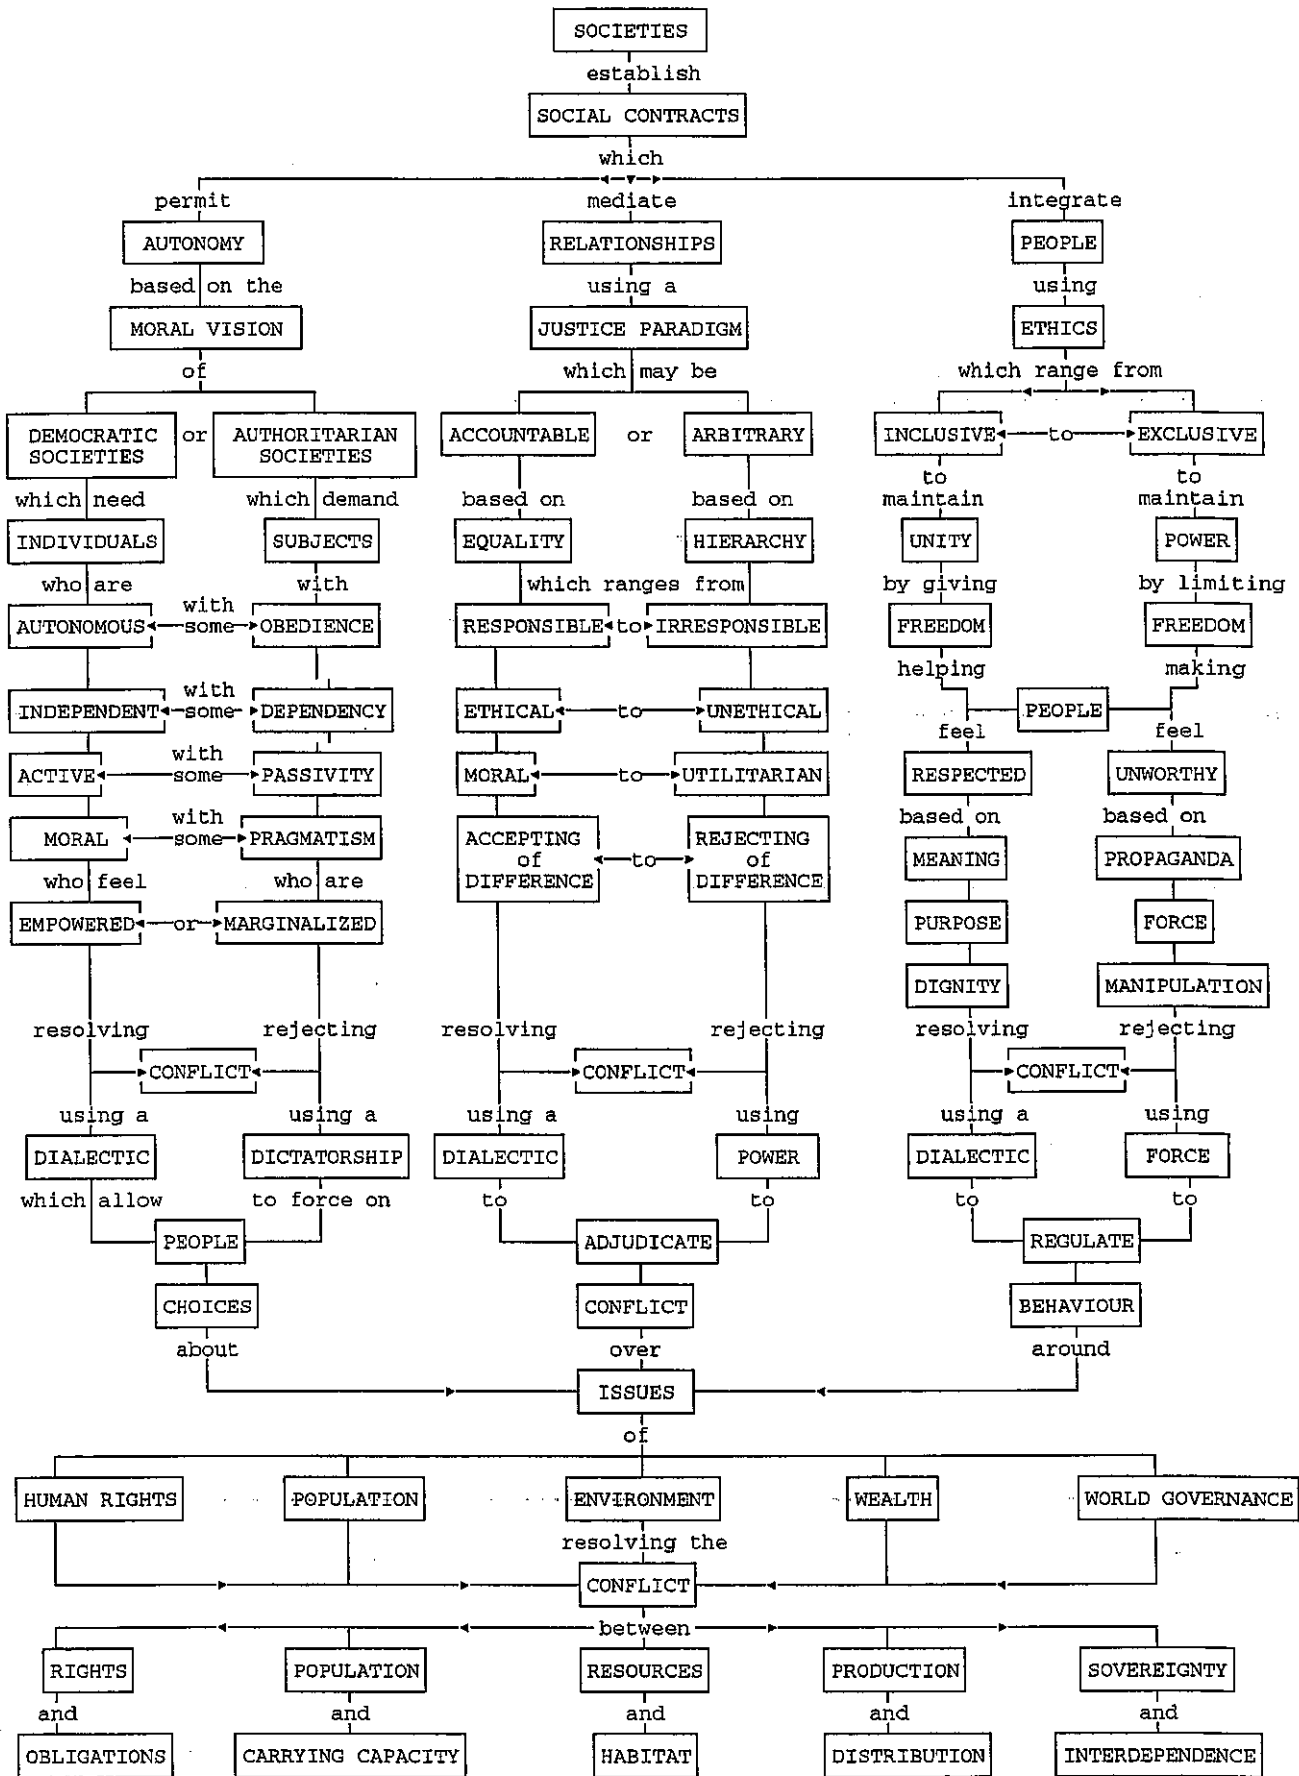 SOCIETIES
establish
SOCIAL CONTRACTS
which
permit mediate integrate
AUTONOMY RELATIONSHIPS PEOPLE
based on the using a using
MORAL VISION JUSTICE PARADIGM ETHICS
of which may be which range from
DEMOCRATIC SOCIETIES or AUTHORITARIAN SOCIETIES ACCOUNTABLE or ARBITRARY INCLUSIVE to EXCLUSIVE
which need which demand based on based on to maintain to maintain
INDIVIDUALS SUBJECTS EQUALITY HIERARCHY UNITY POWER
who are with which ranges from by giving by limiting
AUTONOMOUS with some OBEDIENCE RESPONSIBLE to IRRESPONSIBLE FREEDOM FREEDOM
helping making
INDEPENDENT with some DEPENDENCY ETHICAL to UNETHICAL PEOPLE
feel feel
ACTIVE with some PASSIVITY MORAL to UTILITARIAN RESPECTED UNWORTHY
based on based on
MORAL with some PRAGMATISM ACCEPTING of DIFFERENCE to REJECTING of DIFFERENCE MEANING PROPAGANDA
who feel who are
EMPOWERED or MARGINALIZED PURPOSE FORCE
DIGNITY MANIPULATION
resolving rejecting resolving rejecting resolving rejecting
CONFLICT CONFLICT CONFLICT
using a using a using a using using a using
DIALECTIC DICTATORSHIP DIALECTIC POWER DIALECTIC FORCE
which allow to force on to to to to
PEOPLE ADJUDICATE REGULATE
CHOICES CONFLICT BEHAVIOUR
about over around
ISSUES
of
HUMAN RIGHTS POPULATION ENVIRONMENT WEALTH WORLD GOVERNANCE
resolving the
CONFLICT
between
RIGHTS POPULATION RESOURCES PRODUCTION SOVEREIGNTY
and and and and and
OBLIGATIONS CARRYING CAPACITY HABITAT DISTRIBUTION INTERDEPENDENCE